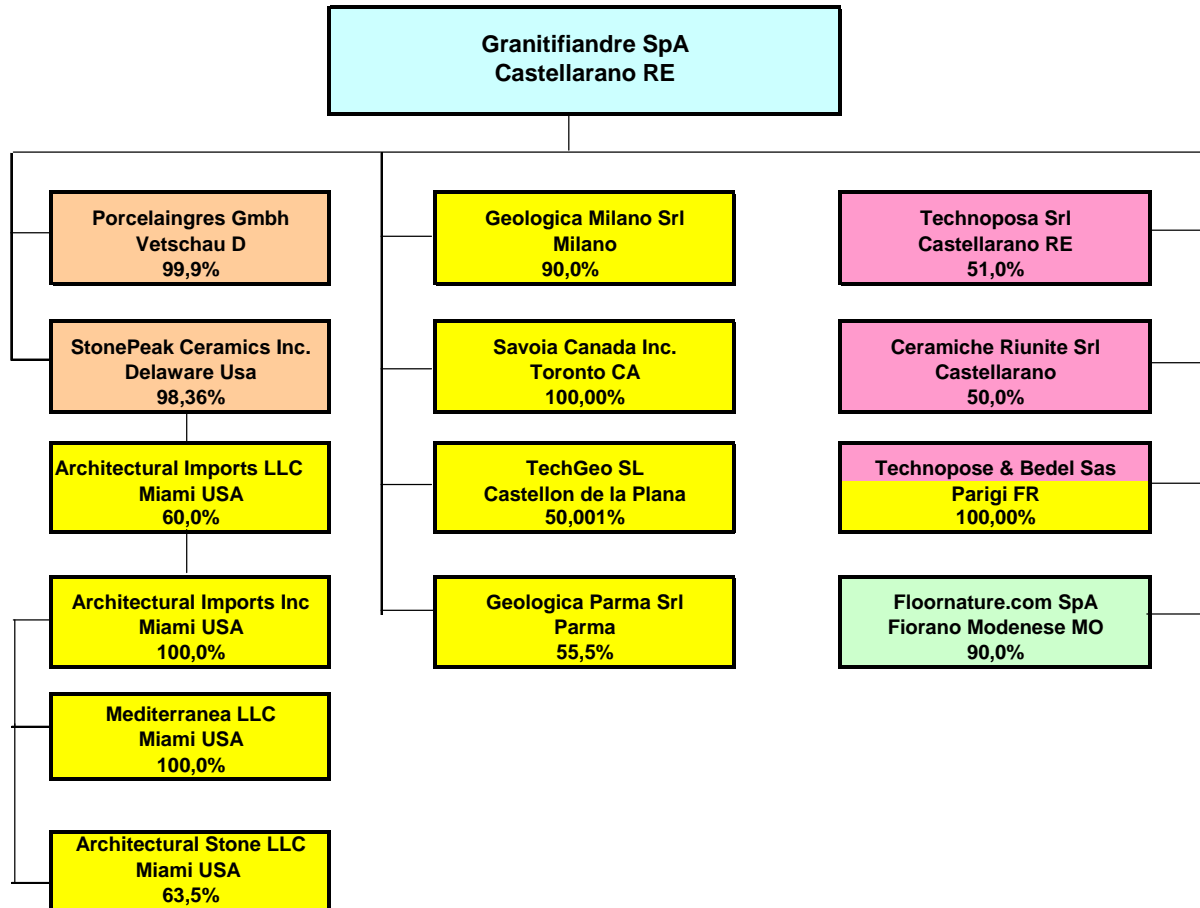 Granitifiandre SpA
Castellarano RE
Porcelaingres Gmbh
Vetschau D
99,9%
StonePeak Ceramics Inc.
Delaware Usa
98,36%
Architectural Imports LLC
Miami USA
60,0%
Architectural Imports Inc
Miami USA
100,0%
Mediterranea LLC
Miami USA
100,0%
Architectural Stone LLC
Miami USA
63,5%
Geologica Milano Srl
Milano
90,0%
Savoia Canada Inc.
Toronto CA
100,00%
TechGeo SL
Castellon de la Plana
50,001%
Geologica Parma Srl
Parma
55,5%
Technoposa Srl
Castellarano RE
51,0%
Ceramiche Riunite Srl
Castellarano
50,0%
Technopose & Bedel Sas
Parigi FR
100,00%
Floornature.com SpA
Fiorano Modenese MO
90,0%